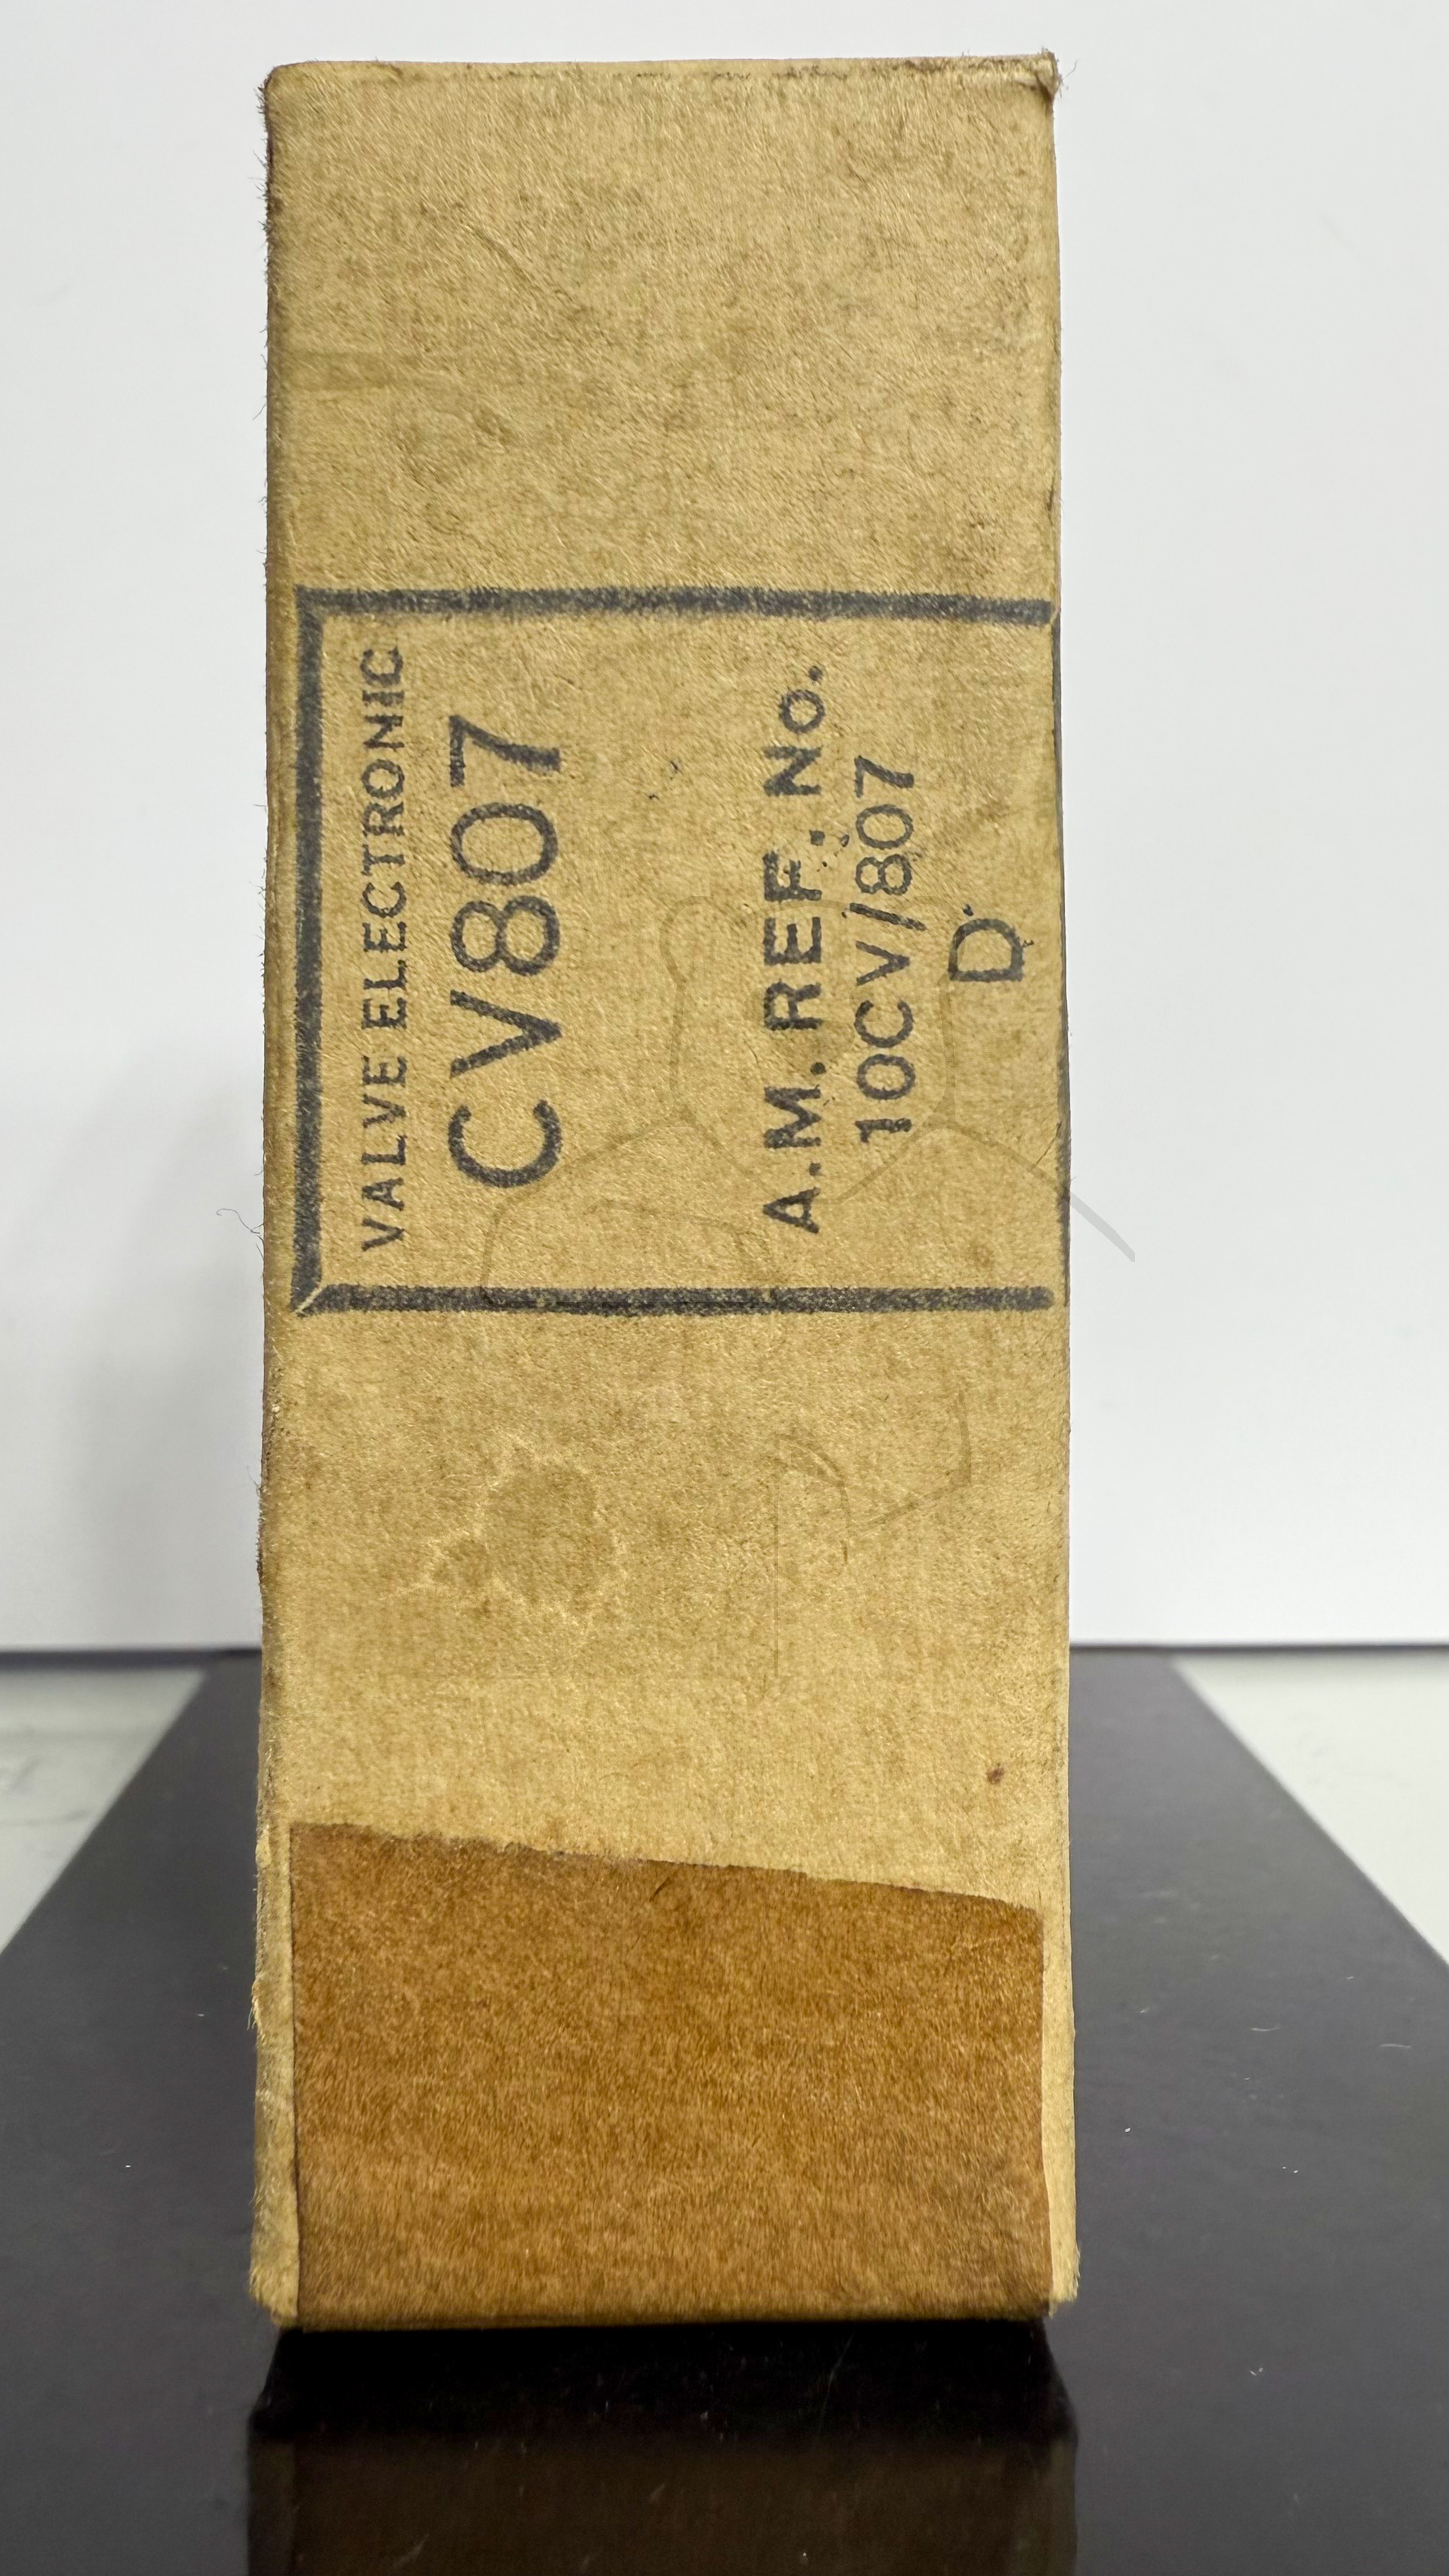 VALVE ELECTRONIC
CV807
A.M. REF. No.
10CV/807
D